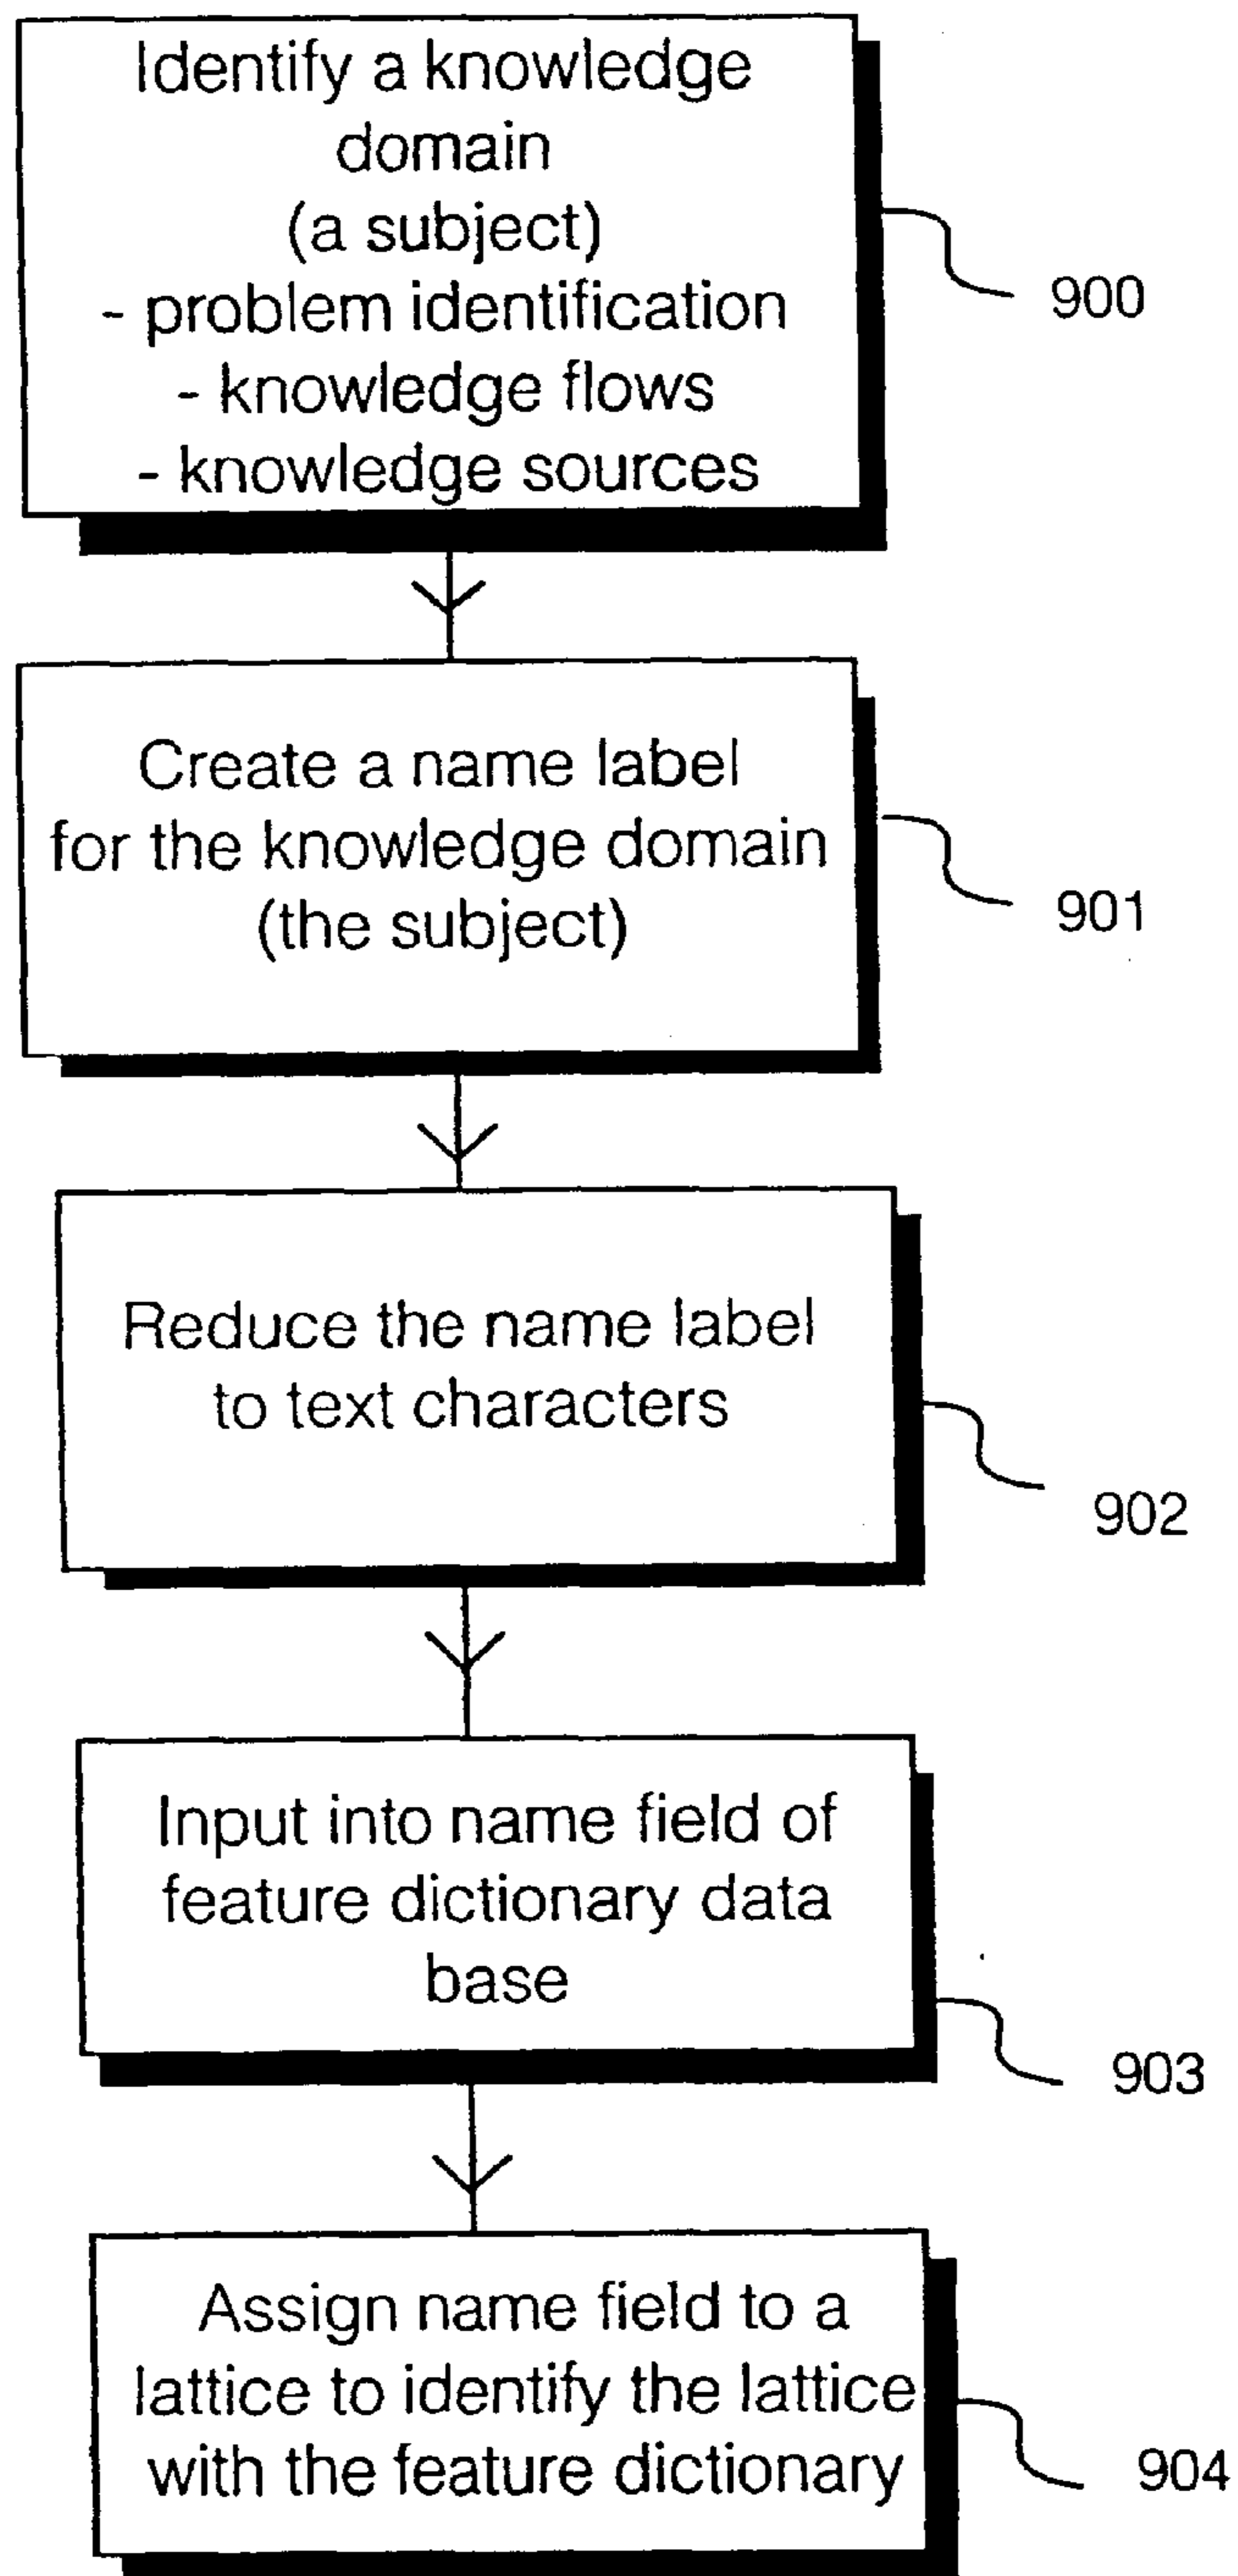 Identify a knowledge
domain
(a subject)
- problem identification
- knowledge flows
- knowledge sources
900
Create a name label
for the knowledge domain
(the subject)
901
Reduce the name label
to text characters
902
Input into name field of
feature dictionary data
base
903
Assign name field to a
lattice to identify the lattice
with the feature dictionary
904